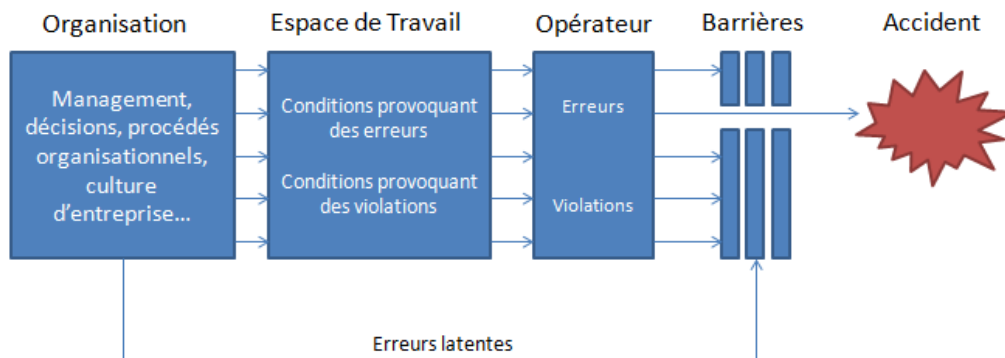 Organisation
Espace de Travail
Opérateur
Barrières
Accident
Management,
décisions, procédés
organisationnels,
culture
d’entreprise…
Conditions provoquant
des erreurs
Conditions provoquant
des violations
Erreurs
Violations
Erreurs latentes